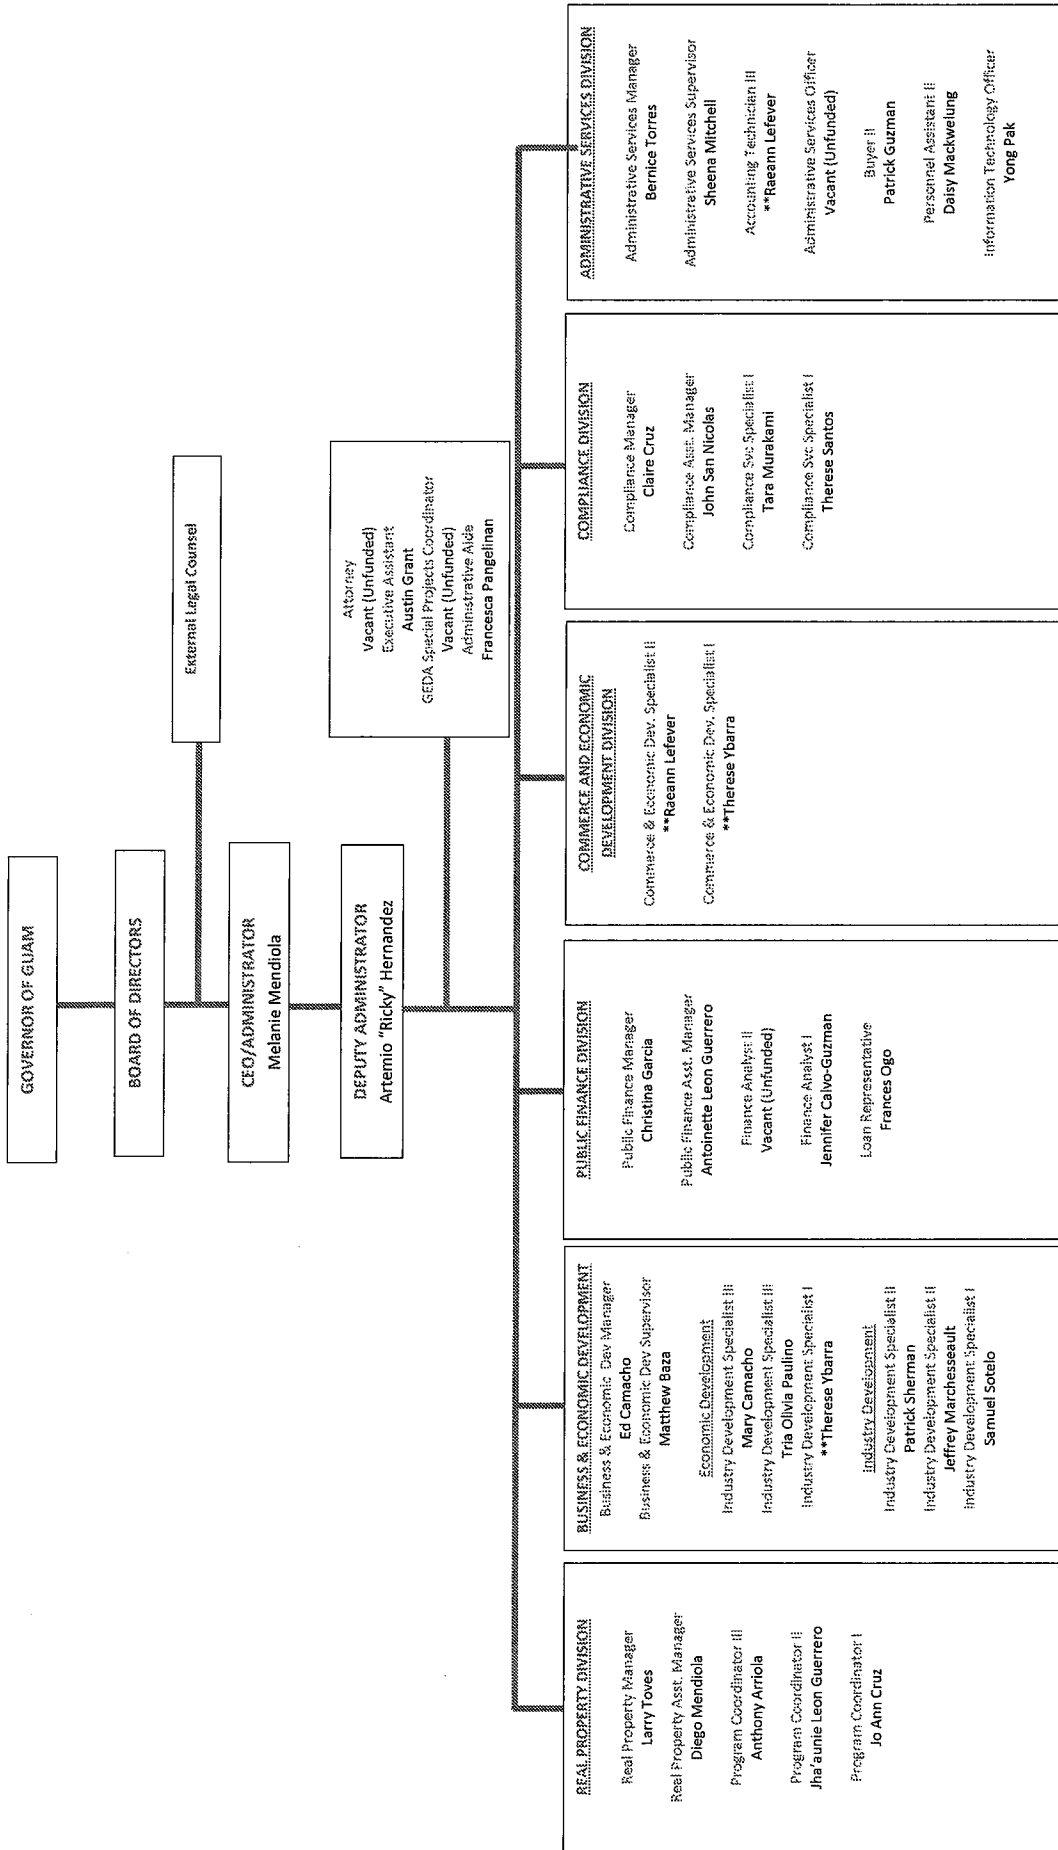 GOVERNOR OF GUAM
BOARD OF DIRECTORS
External Legal Counsel
CEO/ADMINISTRATOR
Melanie Mendiola
DEPUTY ADMINISTRATOR
Artemio "Ricky" Hernandez
Attorney
Vacant (Unfunded)
Executive Assistant
Austin Grant
GEDA Special Projects Coordinator
Vacant (Unfunded)
Administrative Aide
Francesca Pangelinan
REAL PROPERTY DIVISION
Real Property Manager
Larry Toves
Real Property Asst. Manager
Diego Mendiola
Program Coordinator III
Anthony Arriola
Program Coordinator II
Jha'aunie Leon Guerrero
Program Coordinator I
Jo Ann Cruz
BUSINESS & ECONOMIC DEVELOPMENT
Business & Economic Dev Manager
Ed Camacho
Business & Economic Dev Supervisor
Matthew Baza
Economic Development
Industry Development Specialist III
Mary Camacho
Industry Development Specialist III
Tria Olivia Paulino
Industry Development Specialist I
**Therese Ybarra
Industry Development
Industry Development Specialist II
Patrick Sherman
Industry Development Specialist II
Jeffrey Marchesseault
Industry Development Specialist I
Samuel Sotelo
PUBLIC FINANCE DIVISION
Public Finance Manager
Christina Garcia
Public Finance Asst. Manager
Antoinette Leon Guerrero
Finance Analyst II
Vacant (Unfunded)
Finance Analyst I
Jennifer Calvo-Guzman
Loan Representative
Frances Ogo
COMMERCE AND ECONOMIC
DEVELOPMENT DIVISION
Commerce & Economic Dev. Specialist II
**Raeann Lefever
Commerce & Economic Dev. Specialist I
**Therese Ybarra
COMPLIANCE DIVISION
Compliance Manager
Claire Cruz
Compliance Asst. Manager
John San Nicolas
Compliance Svc Specialist I
Tara Murakami
Compliance Svc Specialist I
Therese Santos
ADMINISTRATIVE SERVICES DIVISION
Administrative Services Manager
Bernice Torres
Administrative Services Supervisor
Sheena Mitchell
Accounting Technician III
**Raeann Lefever
Administrative Services Officer
Vacant (Unfunded)
Buyer II
Patrick Guzman
Personnel Assistant II
Daisy Mackwelung
Information Technology Officer
Yong Pak